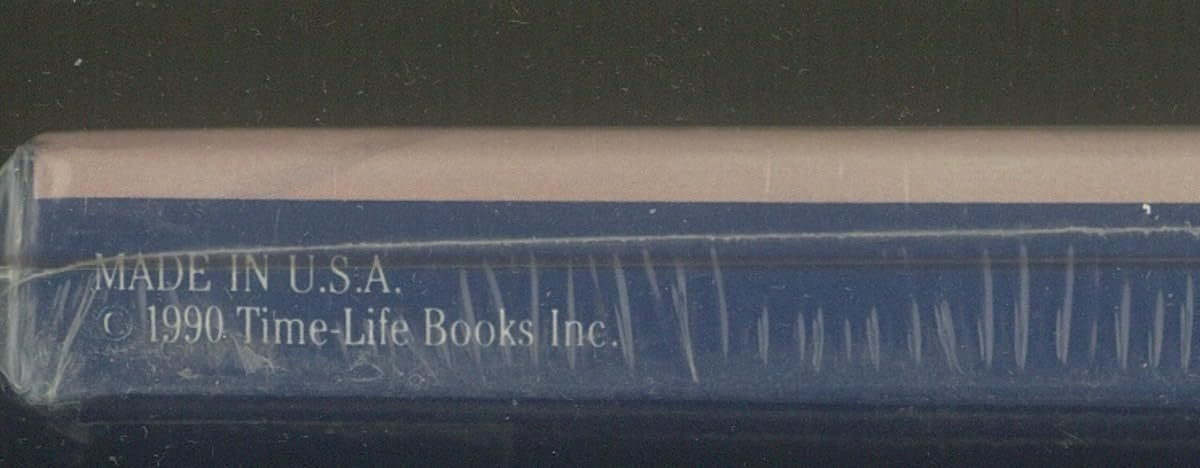 MADE IN U.S.A.
© 1990 Time-Life Books Inc.